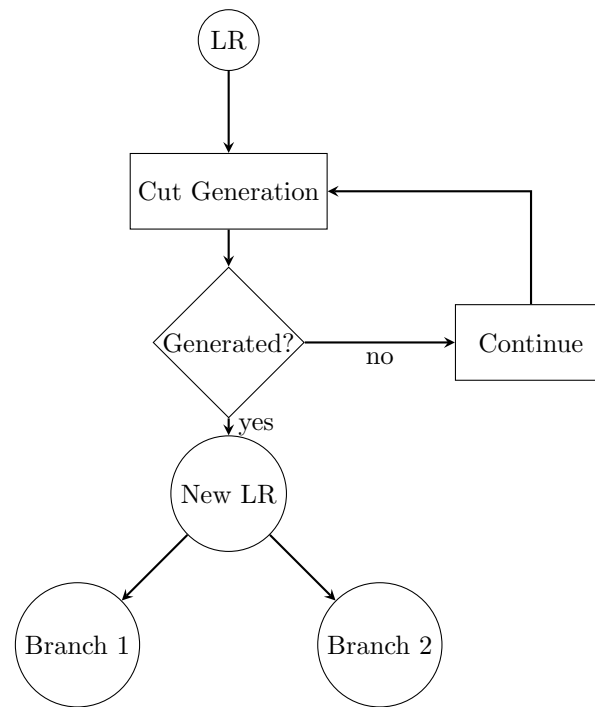 LR
Cut Generation
Generated?
no
Continue
yes
New LR
Branch 1
Branch 2